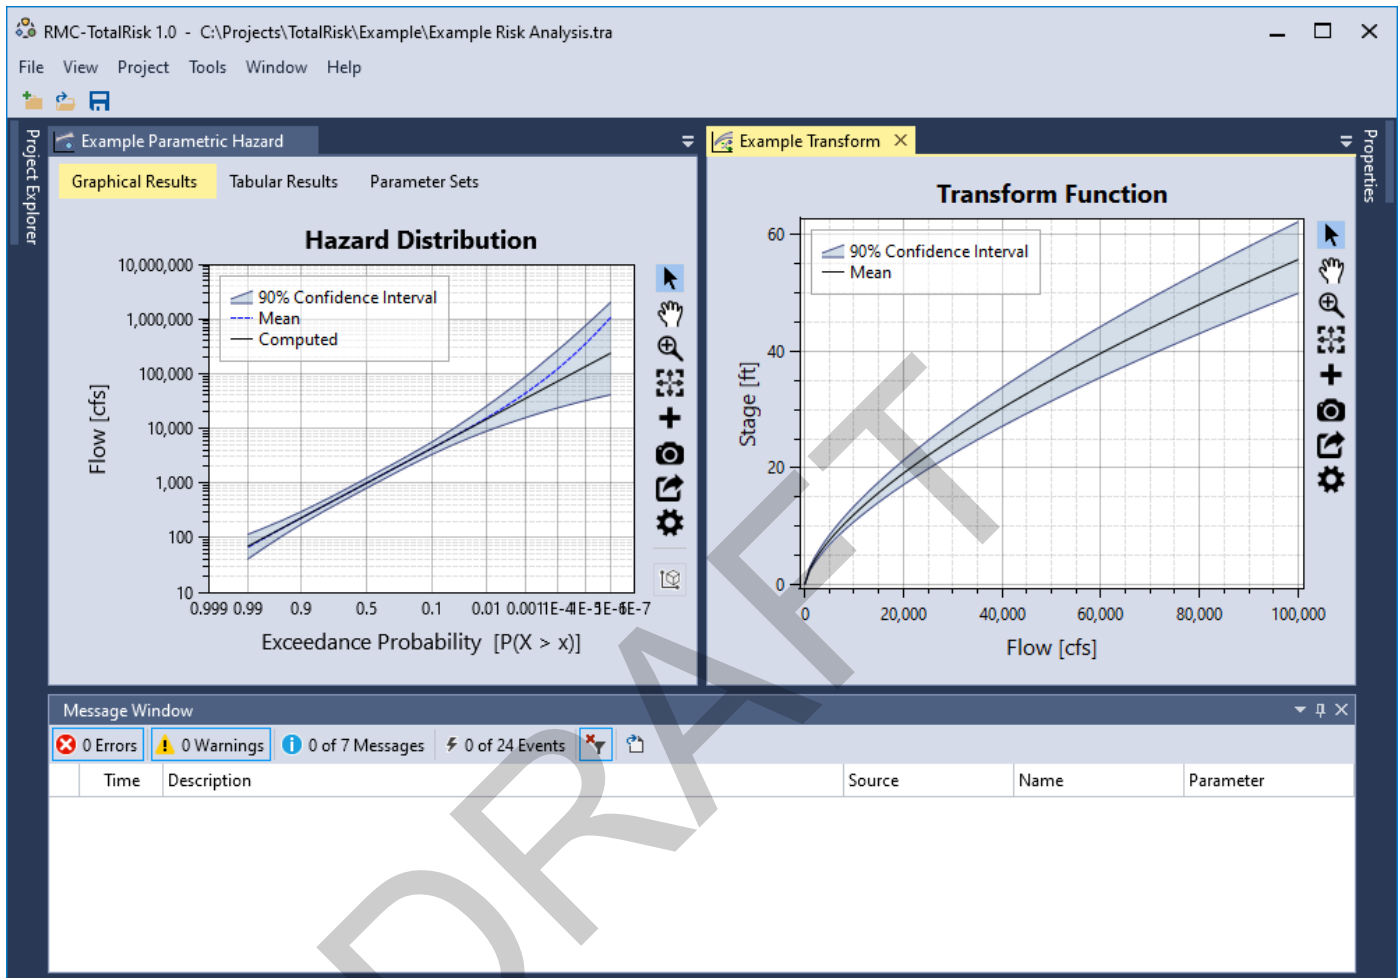 RMC-TotalRisk 1.0 - C:\Projects\TotalRisk\Example\Example Risk Analysis.tra
File View Project Tools Window Help
Project Explorer
Example Parametric Hazard
Graphical Results Tabular Results Parameter Sets
Hazard Distribution
90% Confidence Interval
Mean
Computed
10,000,000
1,000,000
100,000
10,000
1,000
100
10
Flow [cfs]
0.999 0.99 0.9 0.5 0.1 0.01 0.001 1E-4 1E-5 1E-6 1E-7
Exceedance Probability [P(X > x)]
Example Transform
Properties
Transform Function
90% Confidence Interval
Mean
60
40
20
0
Stage [ft]
0 20,000 40,000 60,000 80,000 100,000
Flow [cfs]
Message Window
0 Errors 0 Warnings 0 of 7 Messages 0 of 24 Events
Time Description Source Name Parameter
DRAFT